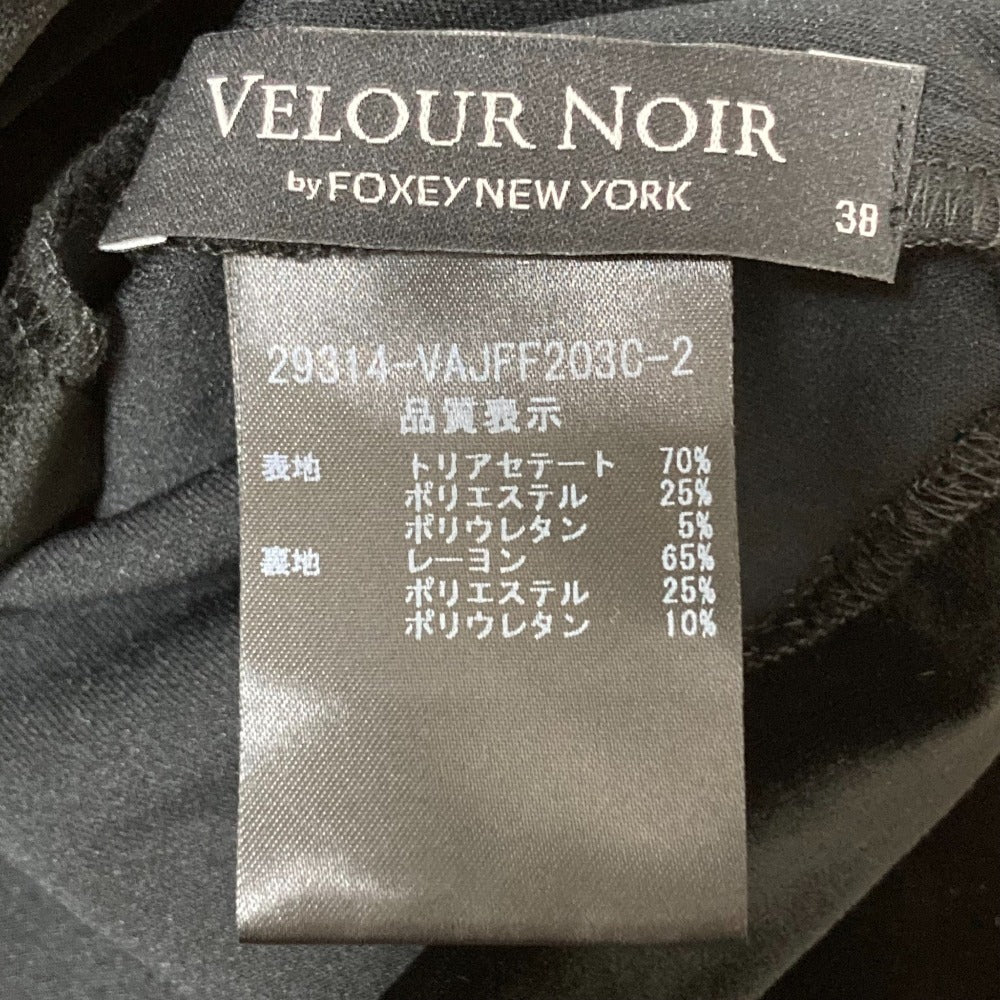 VELOUR NOIR
by FOXEY NEW YORK
38
29314-VAJFF203C-2
品質表示
表地 トリアセテート 70%
ポリエステル 25%
ポリウレタン 5%
裏地 レーヨン 65%
ポリエステル 25%
ポリウレタン 10%